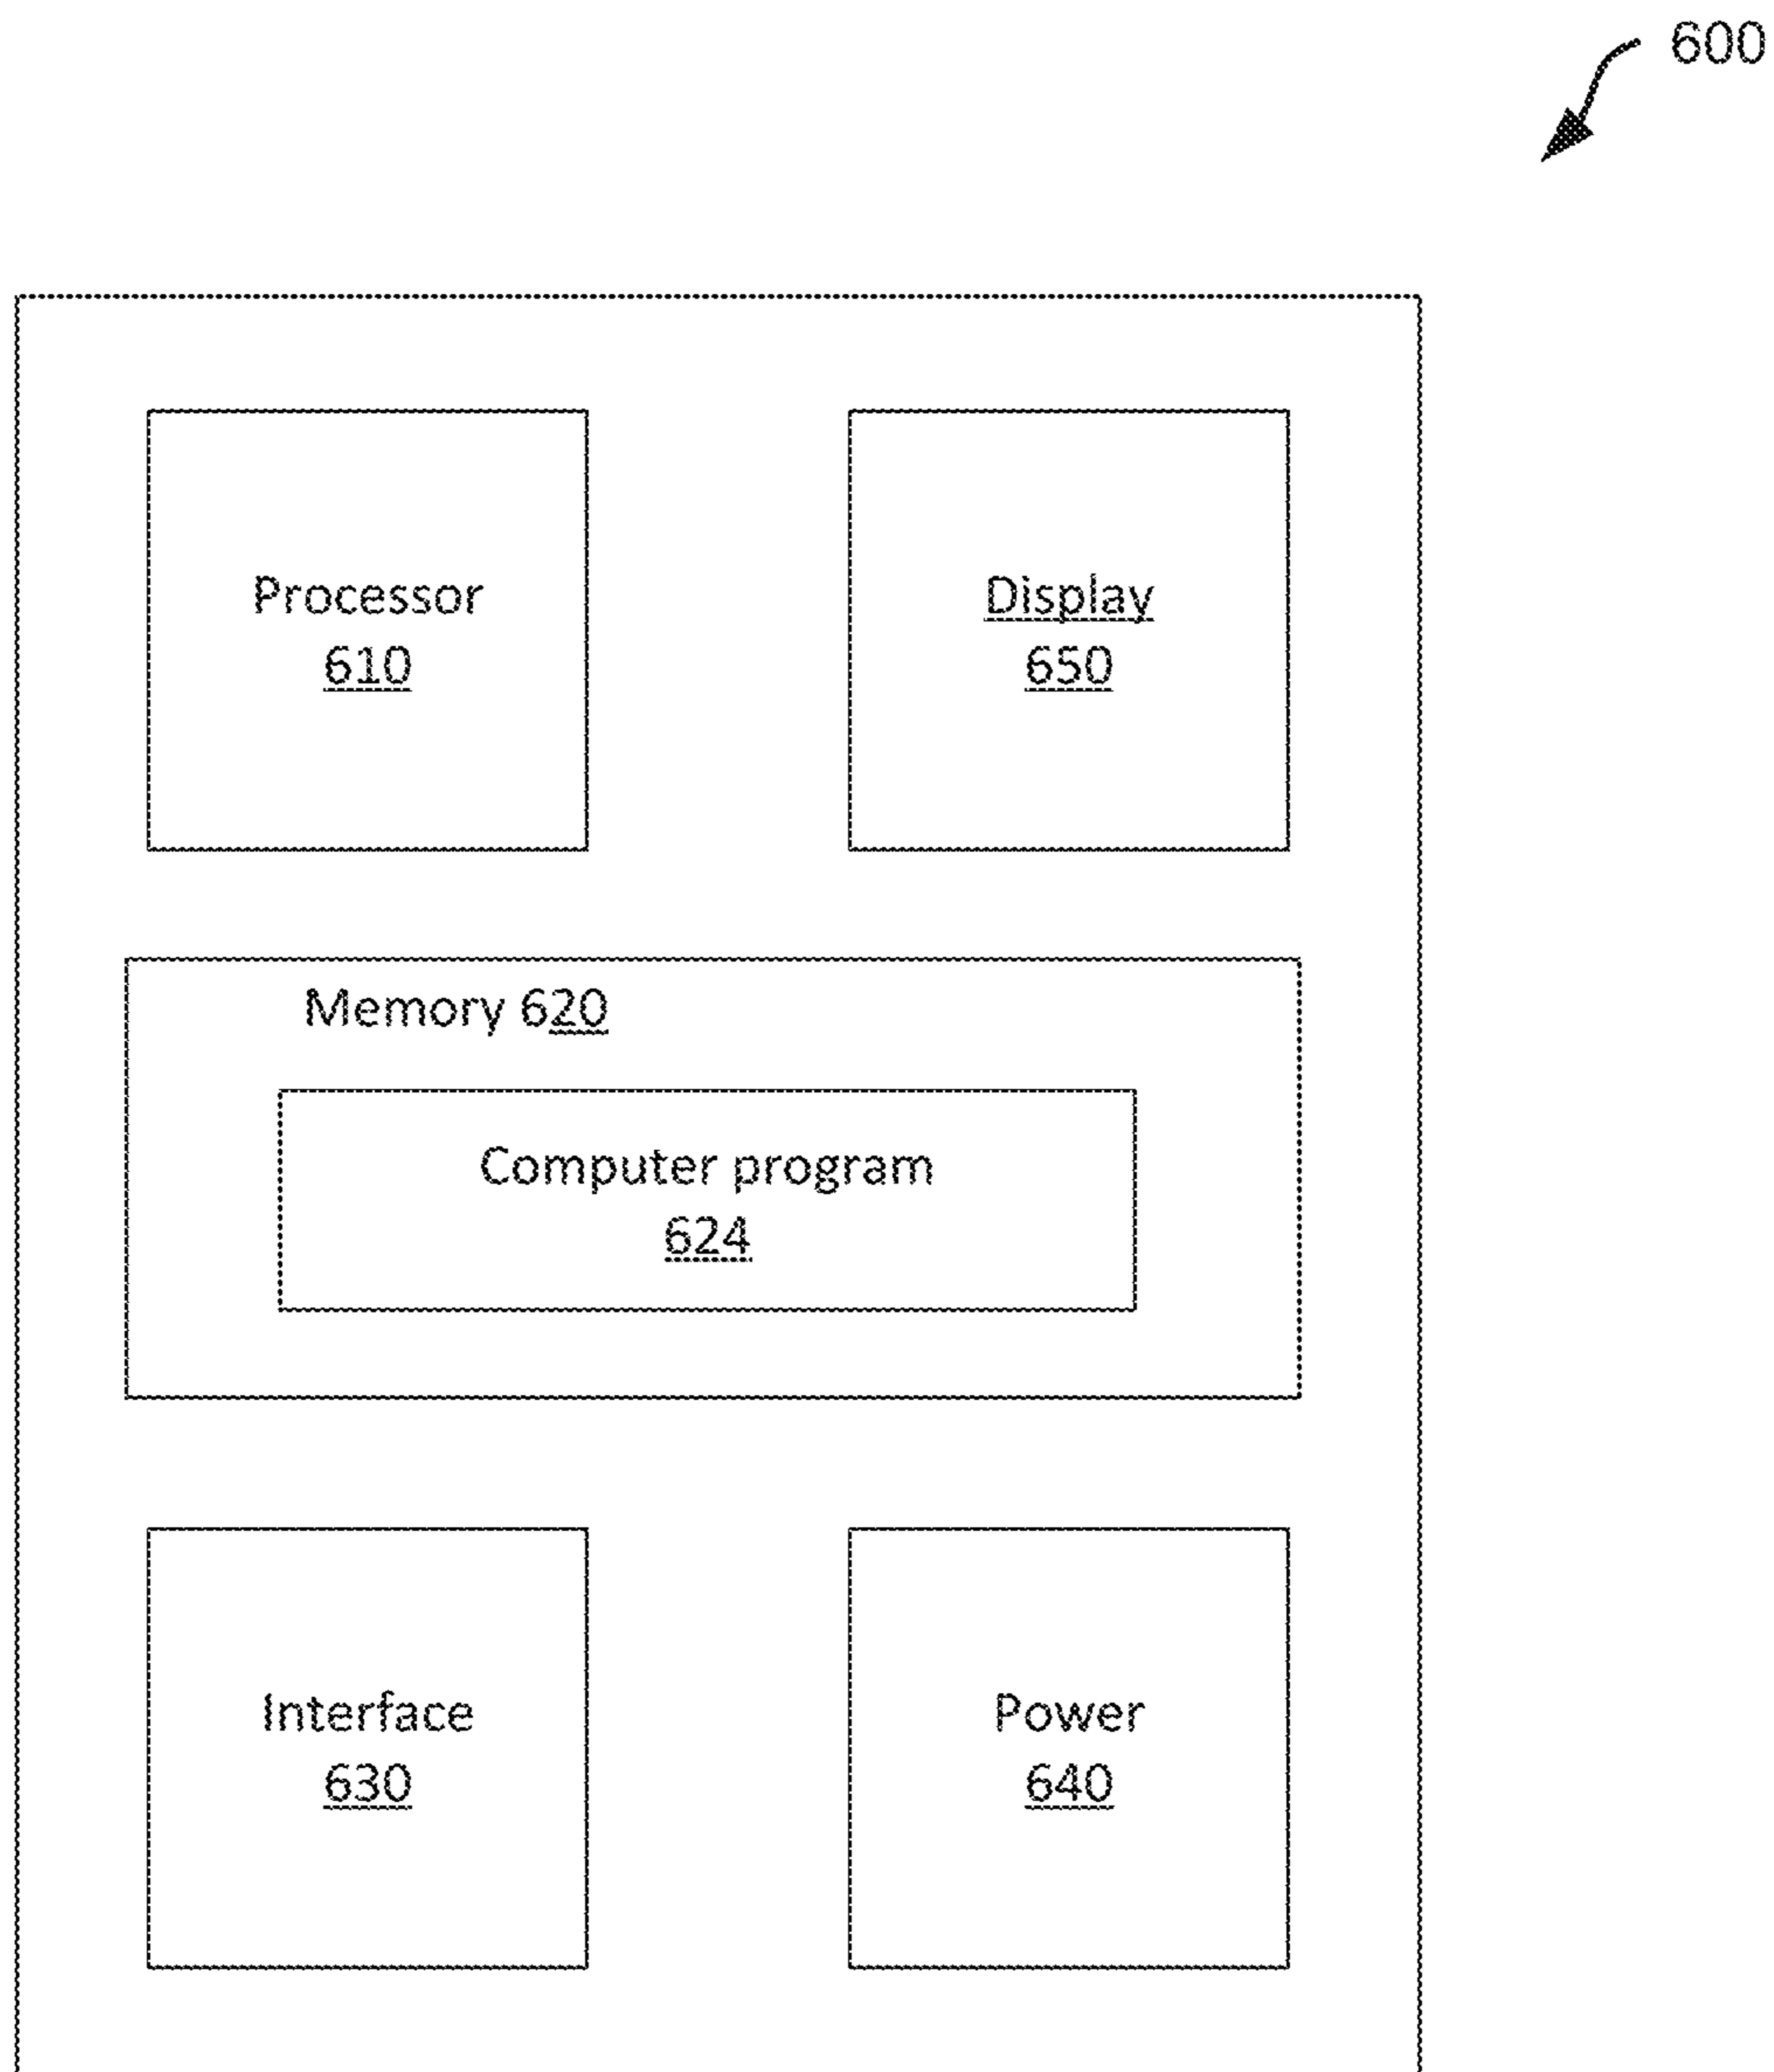 600
Processor
610
Display
650
Memory 620
Computer program
624
Interface
630
Power
640